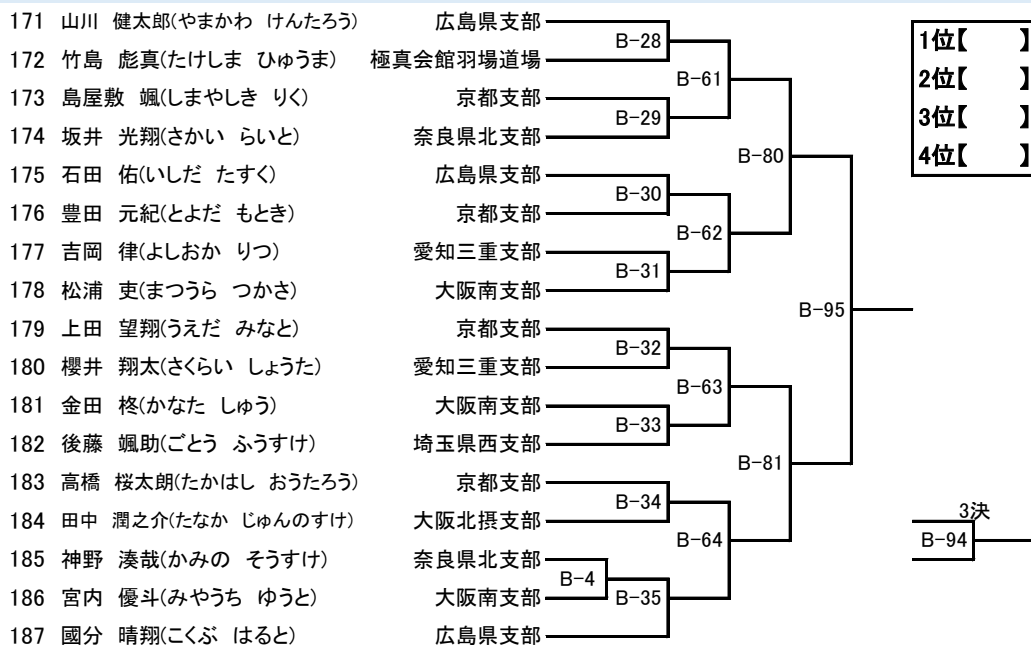 171 山川 健太郎(やまかわ けんたろう) 広島県支部
B-28
172 竹島 彪真(たけしま ひゅうま) 極真会館羽場道場
B-61
173 島屋敷 颯(しまやしき りく) 京都支部
B-29
174 坂井 光翔(さかい らいと) 奈良県北支部
B-80
175 石田 佑(いしだ たすく) 広島県支部
B-30
176 豊田 元紀(とよだ もとき) 京都支部
B-62
177 吉岡 律(よしおか りつ) 愛知三重支部
B-31
178 松浦 吏(まつうら つかさ) 大阪南支部
B-95
179 上田 望翔(うえだ みなと) 京都支部
B-32
180 櫻井 翔太(さくらい しょうた) 愛知三重支部
B-63
181 金田 柊(かなた しゅう) 大阪南支部
B-33
182 後藤 颯助(ごとう ふうすけ) 埼玉県西支部
B-81
183 高橋 桜太朗(たかはし おうたろう) 京都支部
B-34
184 田中 潤之介(たなか じゅんのすけ) 大阪北摂支部
B-64
185 神野 湊哉(かみの そうすけ) 奈良県北支部
B-4
186 宮内 優斗(みやうち ゆうと) 大阪南支部
B-35
187 國分 晴翔(こくぶ はると) 広島県支部
1位【 】
2位【 】
3位【 】
4位【 】
3決
B-94